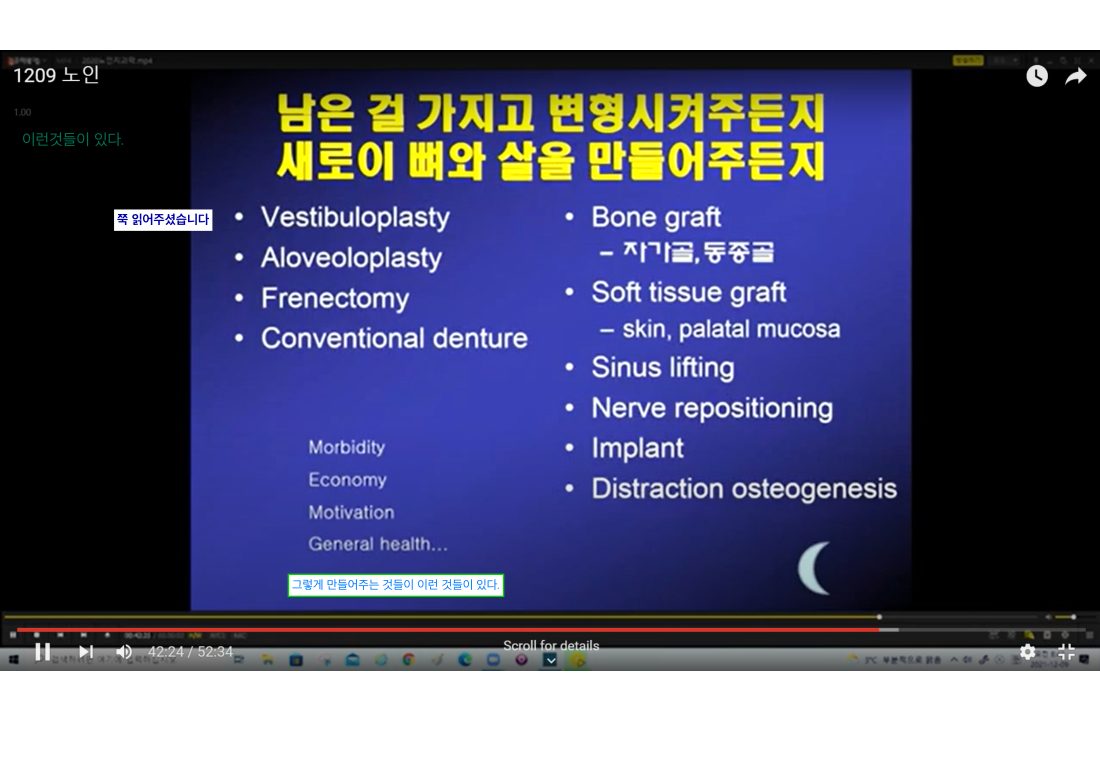 1209 노인
1.00
이런것들이 있다.
남은 걸 가지고 변형시켜주든지
새로이 뼈와 살을 만들어주든지
쭉 읽어주셨습니다
• Vestibuloplasty
• Aloveoloplasty
• Frenectomy
• Conventional denture
• Bone graft
– 자가골, 동종골
• Soft tissue graft
– skin, palatal mucosa
• Sinus lifting
• Nerve repositioning
• Implant
• Distraction osteogenesis
Morbidity
Economy
Motivation
General health...
그렇게 만들어주는 것들이 이런 것들이 있다.
Scroll for details
42:24 / 52:34